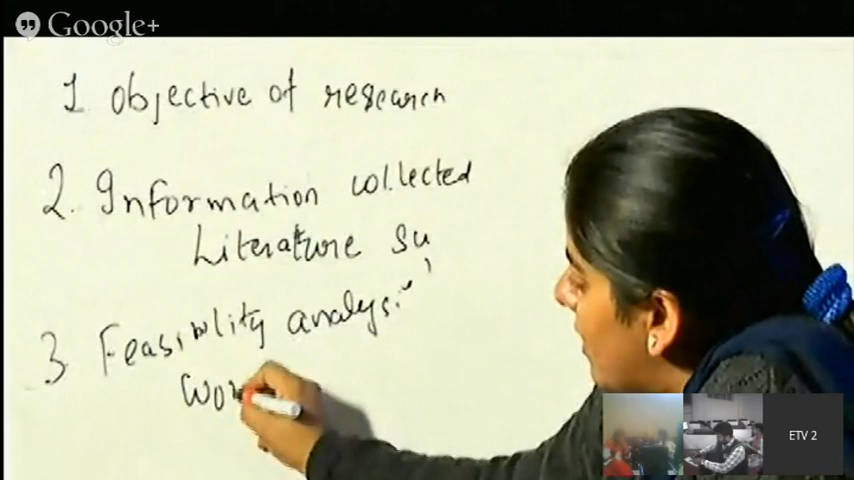 Google+
1 Objective of research
2. Information collected
Literature Su
3 Feasibility analysis
ETV 2